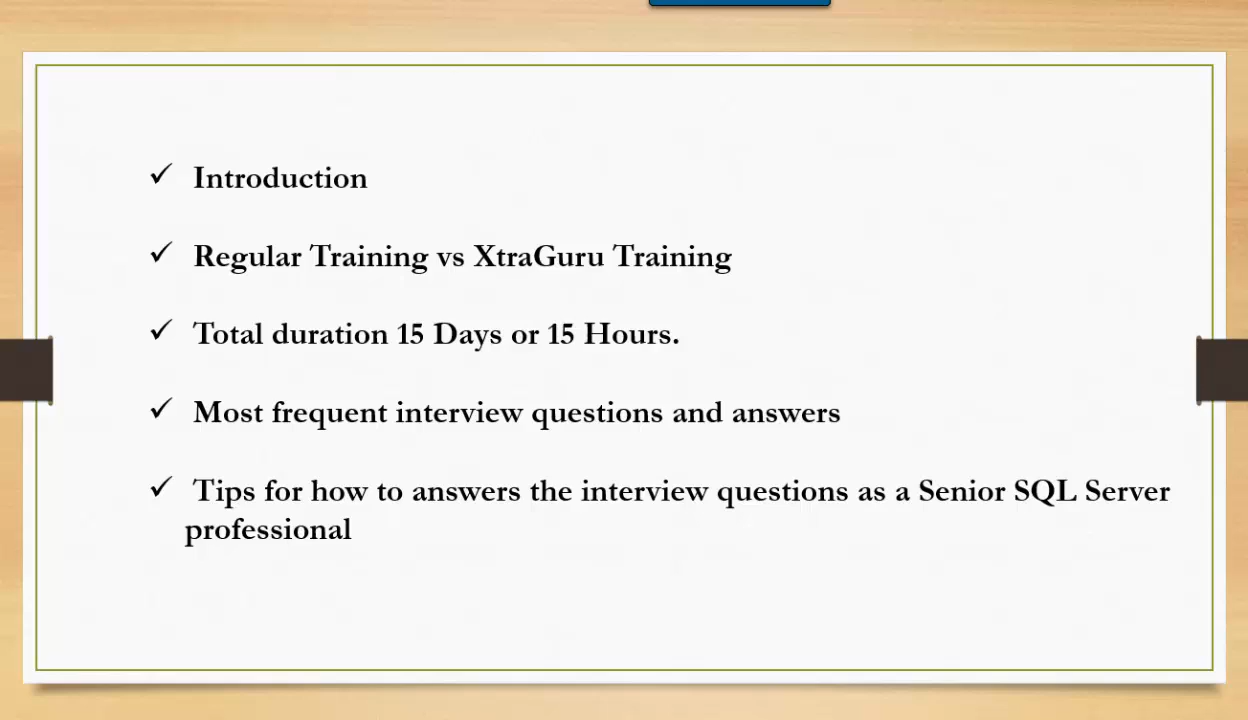 ✓ Introduction
✓ Regular Training vs XtraGuru Training
✓ Total duration 15 Days or 15 Hours.
✓ Most frequent interview questions and answers
✓ Tips for how to answers the interview questions as a Senior SQL Server
professional